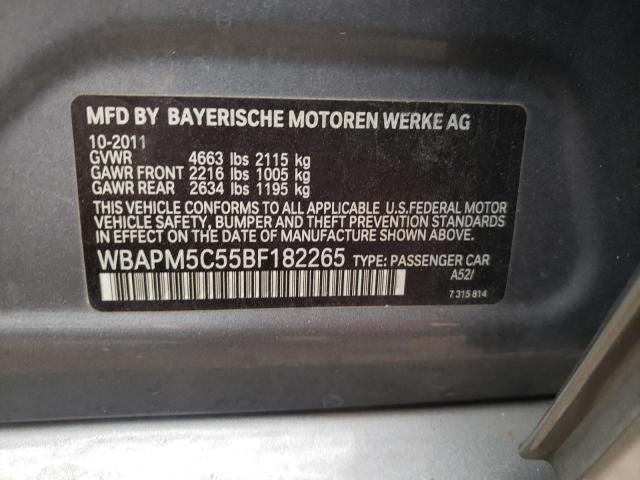 MFD BY BAYERISCHE MOTOREN WERKE AG
10-2011
GVWR 4663 lbs 2115 kg
GAWR FRONT 2216 lbs 1005 kg
GAWR REAR 2634 lbs 1195 kg
THIS VEHICLE CONFORMS TO ALL APPLICABLE U.S.FEDERAL MOTOR
VEHICLE SAFETY, BUMPER AND THEFT PREVENTION STANDARDS
IN EFFECT ON THE DATE OF MANUFACTURE SHOWN ABOVE.
WBAPM5C55BF182265 TYPE: PASSENGER CAR
A52/
7 315 814